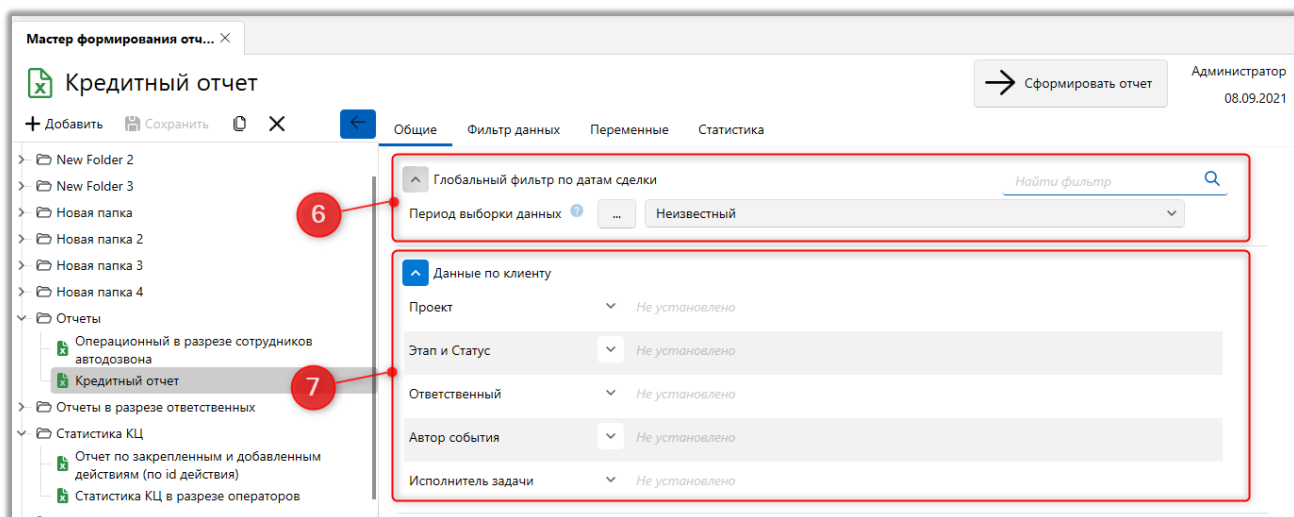 Мастер формирования отч...
Кредитный отчет
Сформировать отчет
Администратор
08.09.2021
Добавить Сохранить
Общие Фильтр данных Переменные Статистика
New Folder 2
New Folder 3
Новая папка
Новая папка 2
Новая папка 3
Новая папка 4
Отчеты
Операционный в разрезе сотрудников
автодозвона
Кредитный отчет
Отчеты в разрезе ответственных
Статистика КЦ
Отчет по закрепленным и добавленным
действиям (по id действия)
Статистика КЦ в разрезе операторов
6
Глобальный фильтр по датам сделки Найти фильтр
Период выборки данных ? ... Неизвестный
7
Данные по клиенту
Проект Не установлено
Этап и Статус Не установлено
Ответственный Не установлено
Автор события Не установлено
Исполнитель задачи Не установлено